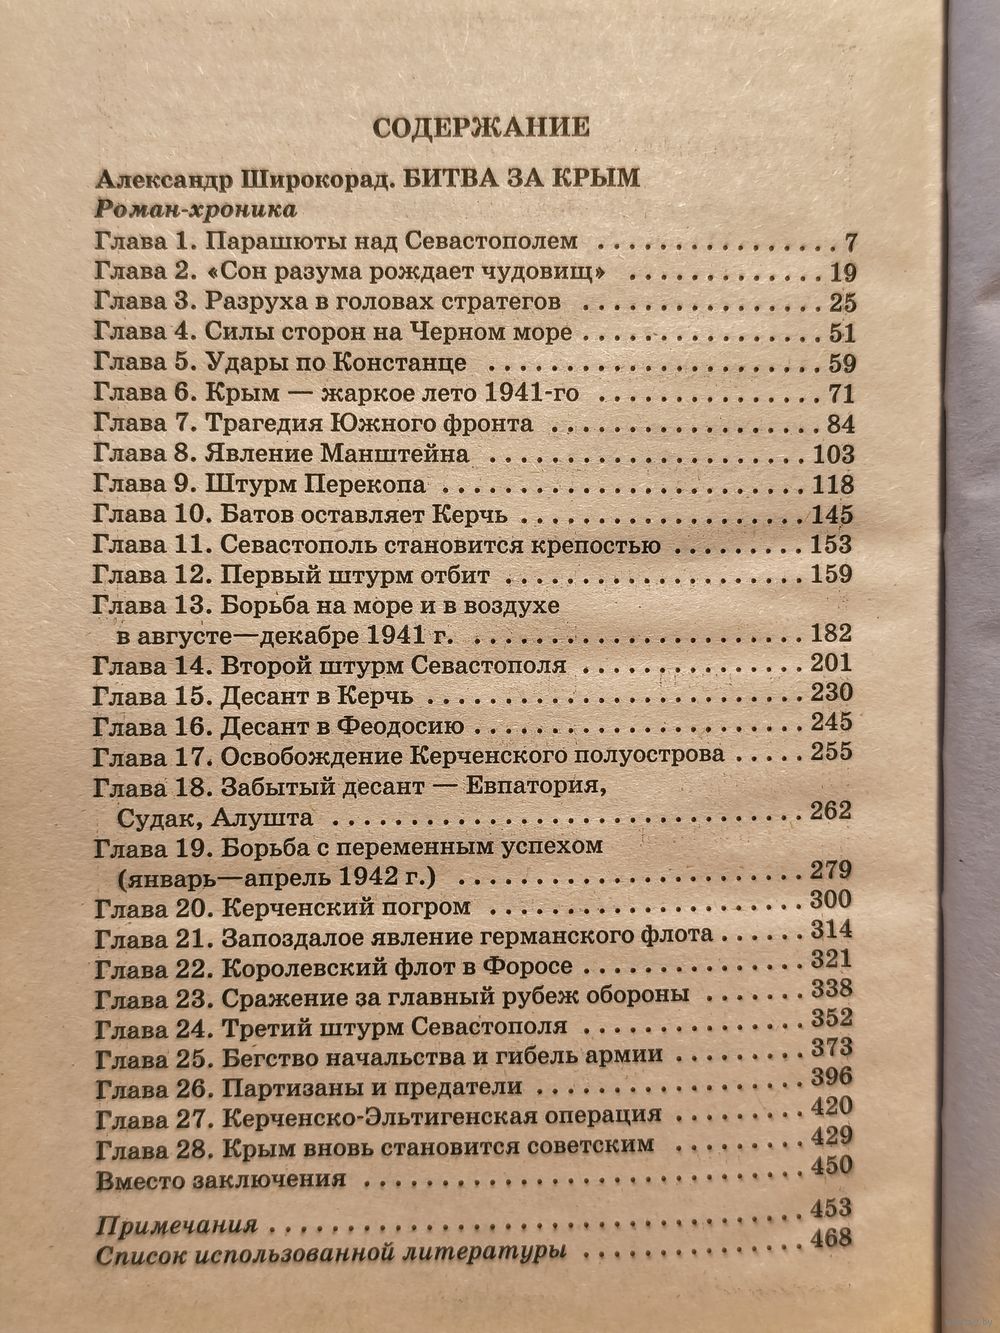 СОДЕРЖАНИЕ
Александр Широкорад. БИТВА ЗА КРЫМ
Роман-хроника
Глава 1. Парашюты над Севастополем . . . . . . . . . . . . . . . 7
Глава 2. «Сон разума рождает чудовищ» . . . . . . . . . . . . . 19
Глава 3. Разруха в головах стратегов . . . . . . . . . . . . . . . 25
Глава 4. Силы сторон на Черном море . . . . . . . . . . . . . . . 51
Глава 5. Удары по Констанце . . . . . . . . . . . . . . . 59
Глава 6. Крым — жаркое лето 1941-го . . . . . . . . . . . . . . . 71
Глава 7. Трагедия Южного фронта . . . . . . . . . . . . . . . 84
Глава 8. Явление Манштейна . . . . . . . . . . . . . . . 103
Глава 9. Штурм Перекопа . . . . . . . . . . . . . . . 118
Глава 10. Батов оставляет Керчь . . . . . . . . . . . . . . . 145
Глава 11. Севастополь становится крепостью . . . . . . . . 153
Глава 12. Первый штурм отбит . . . . . . . . . . . . . . . 159
Глава 13. Борьба на море и в воздухе
в августе—декабре 1941 г. . . . . . . . . . . . . . . . 182
Глава 14. Второй штурм Севастополя . . . . . . . . . . . . . 201
Глава 15. Десант в Керчь . . . . . . . . . . . . . . . 230
Глава 16. Десант в Феодосию . . . . . . . . . . . . . . . 245
Глава 17. Освобождение Керченского полуострова . . . . . 255
Глава 18. Забытый десант — Евпатория,
Судак, Алушта . . . . . . . . . . . . . . . 262
Глава 19. Борьба с переменным успехом
(январь—апрель 1942 г.) . . . . . . . . . . . . . . . 279
Глава 20. Керченский погром . . . . . . . . . . . . . . . 300
Глава 21. Запоздалое явление германского флота . . . . . . 314
Глава 22. Королевский флот в Форосе . . . . . . . . . . . . . 321
Глава 23. Сражение за главный рубеж обороны . . . . . . . 338
Глава 24. Третий штурм Севастополя . . . . . . . . . . . . . 352
Глава 25. Бегство начальства и гибель армии . . . . . . . . 373
Глава 26. Партизаны и предатели . . . . . . . . . . . . . . . 396
Глава 27. Керченско-Эльтигенская операция . . . . . . . . 420
Глава 28. Крым вновь становится советским . . . . . . . . 429
Вместо заключения . . . . . . . . . . . . . . . 450
Примечания . . . . . . . . . . . . . . . 453
Список использованной литературы . . . . . . . . . . . . . 468